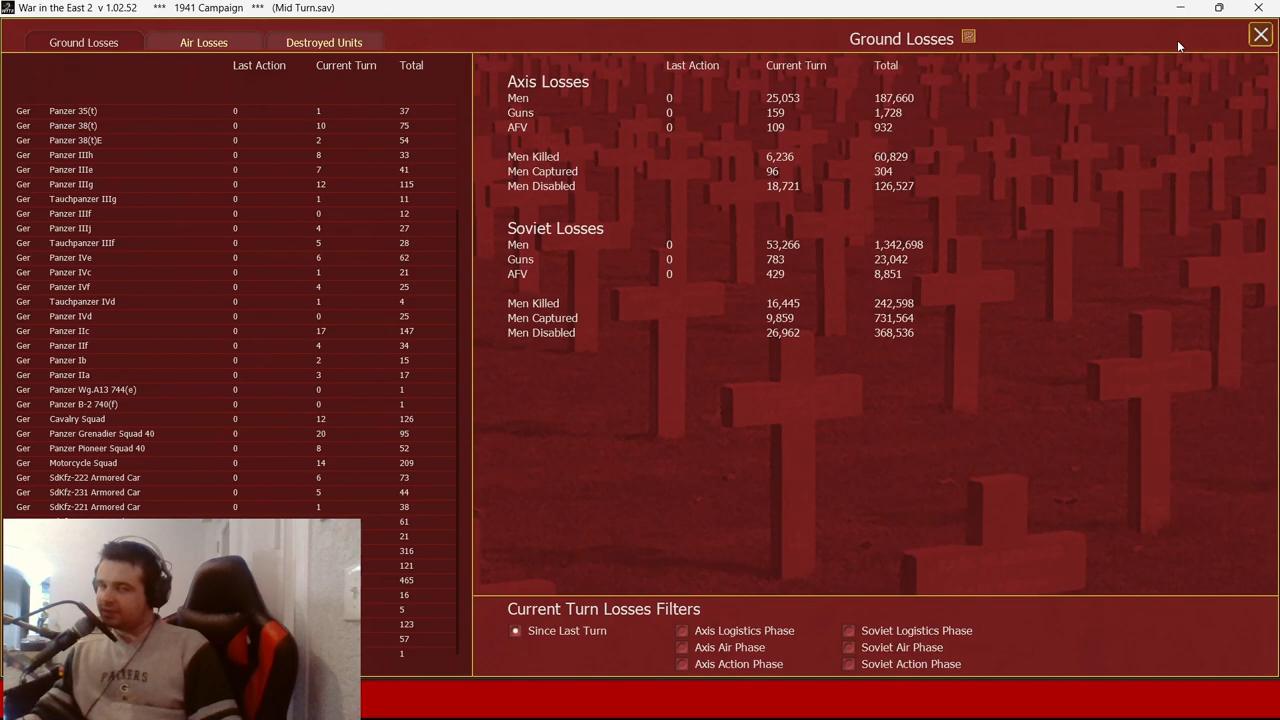 War in the East 2 v 1.02.52 *** 1941 Campaign *** (Mid Turn.sav)
Ground Losses Air Losses Destroyed Units
Ground Losses
Last Action Current Turn Total
Ger Panzer 35(t) 0 1 37
Ger Panzer 38(t) 0 10 75
Ger Panzer 38(t)E 0 2 54
Ger Panzer IIIh 0 8 33
Ger Panzer IIIe 0 7 41
Ger Panzer IIIg 0 12 115
Ger Tauchpanzer IIIg 0 1 11
Ger Panzer IIIf 0 0 12
Ger Panzer IIIj 0 4 27
Ger Tauchpanzer IIIf 0 5 28
Ger Panzer IVe 0 6 62
Ger Panzer IVc 0 1 21
Ger Panzer IVf 0 4 25
Ger Tauchpanzer IVd 0 1 4
Ger Panzer IVd 0 0 25
Ger Panzer IIc 0 17 147
Ger Panzer IIf 0 4 34
Ger Panzer Ib 0 2 15
Ger Panzer IIa 0 3 17
Ger Panzer Wg.A13 744(e) 0 0 1
Ger Panzer B-2 740(f) 0 0 1
Ger Cavalry Squad 0 12 126
Ger Panzer Grenadier Squad 40 0 20 95
Ger Panzer Pioneer Squad 40 0 8 52
Ger Motorcycle Squad 0 14 209
Ger SdKfz-222 Armored Car 0 6 73
Ger SdKfz-231 Armored Car 0 5 44
Ger SdKfz-221 Armored Car 0 1 38
61
21
316
121
465
16
5
123
57
1
PACKERS
G
Last Action Current Turn Total
Axis Losses
Men 0 25,053 187,660
Guns 0 159 1,728
AFV 0 109 932
Men Killed 6,236 60,829
Men Captured 96 304
Men Disabled 18,721 126,527
Soviet Losses
Men 0 53,266 1,342,698
Guns 0 783 23,042
AFV 0 429 8,851
Men Killed 16,445 242,598
Men Captured 9,859 731,564
Men Disabled 26,962 368,536
Current Turn Losses Filters
Since Last Turn Axis Logistics Phase Soviet Logistics Phase
Axis Air Phase Soviet Air Phase
Axis Action Phase Soviet Action Phase